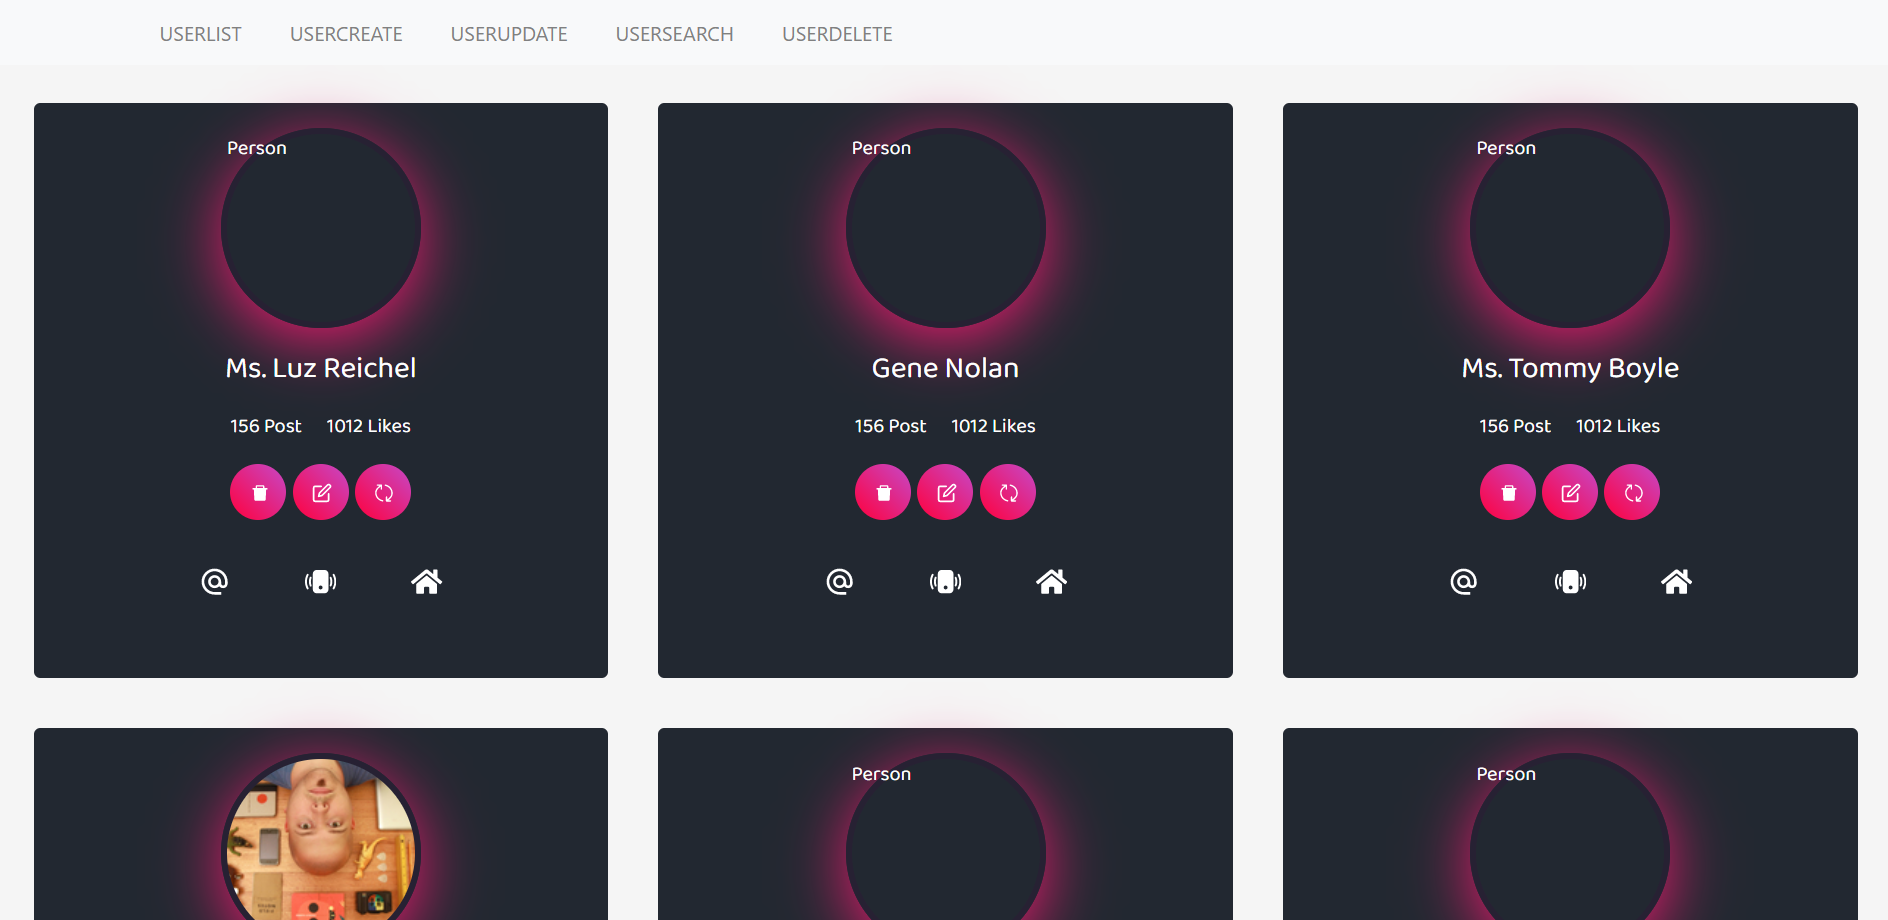 USERLIST USERCREATE USERUPDATE USERSEARCH USERDELETE
Person
Ms. Luz Reichel
156 Post 1012 Likes
Person
Gene Nolan
156 Post 1012 Likes
Person
Ms. Tommy Boyle
156 Post 1012 Likes
Person
Person